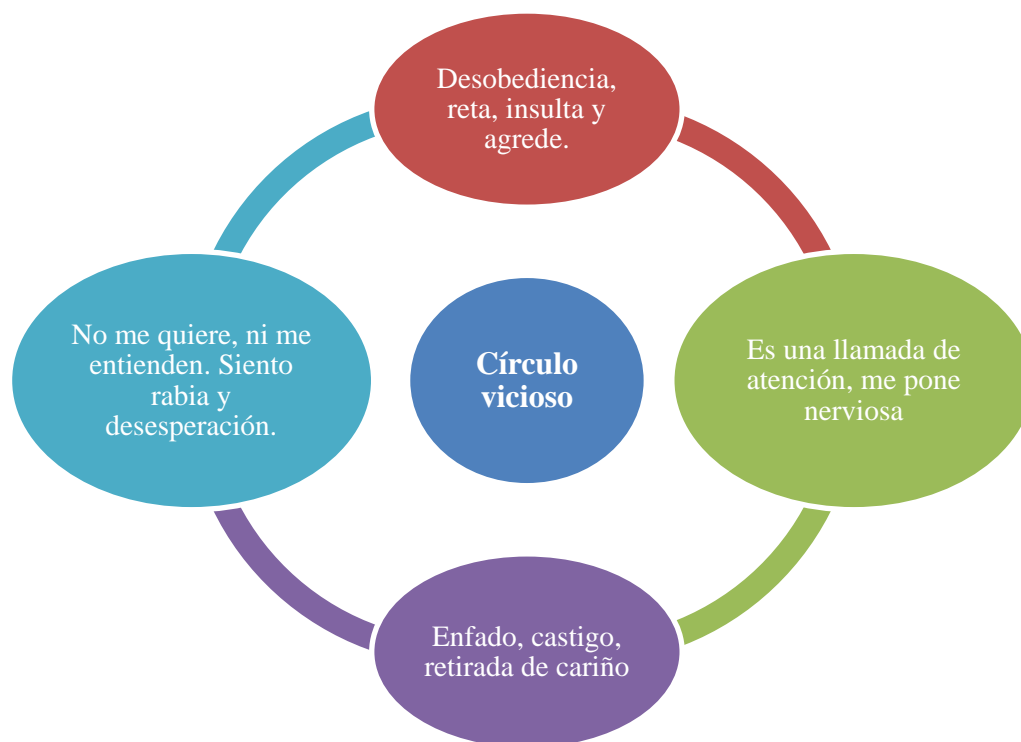 Desobediencia,
reta, insulta y
agrede.
No me quiere, ni me
entienden. Siento
rabia y
desesperación.
Círculo
vicioso
Es una llamada de
atención, me pone
nerviosa
Enfado, castigo,
retirada de cariño